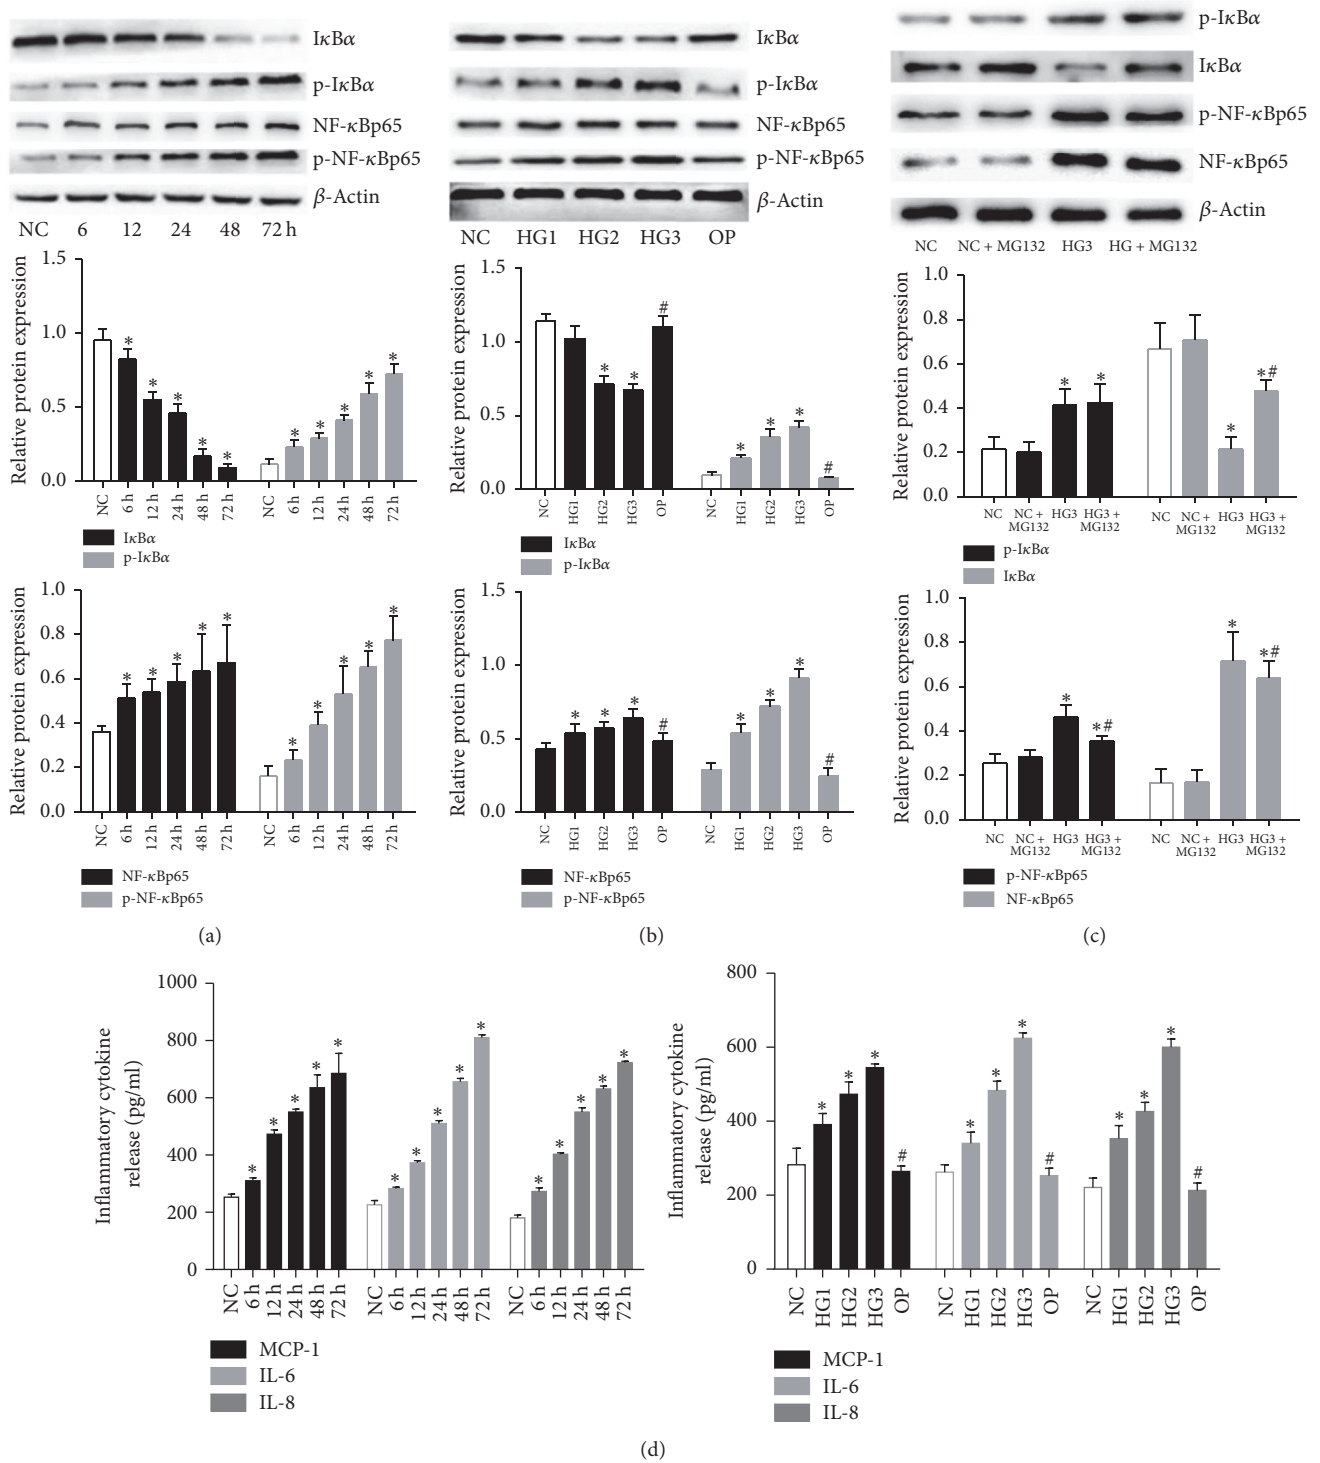 IκBα
p-IκBα
NF-κBp65
p-NF-κBp65
β-Actin
NC 6 12 24 48 72 h
1.5
1.0
0.5
0.0
Relative protein expression
* * * * * * * * * *
NC 6 h 12 h 24 h 48 h 72 h NC 6 h 12 h 24 h 48 h 72 h
IκBα
p-IκBα
1.0
0.8
0.6
0.4
0.2
0.0
Relative protein expression
* * * * * * * * * *
NC 6 h 12 h 24 h 48 h 72 h NC 6 h 12 h 24 h 48 h 72 h
NF-κBp65
p-NF-κBp65
(a)
IκBα
p-IκBα
NF-κBp65
p-NF-κBp65
β-Actin
NC HG1 HG2 HG3 OP
1.5
1.0
0.5
0.0
Relative protein expression
* * # * * * #
NC HG1 HG2 HG3 OP NC HG1 HG2 HG3 OP
IκBα
p-IκBα
1.5
1.0
0.5
0.0
Relative protein expression
* * * # * * * #
NC HG1 HG2 HG3 OP NC HG1 HG2 HG3 OP
NF-κBp65
p-NF-κBp65
(b)
p-IκBα
IκBα
p-NF-κBp65
NF-κBp65
β-Actin
NC NC + MG132 HG3 HG + MG132
1.0
0.8
0.6
0.4
0.2
0.0
Relative protein expression
* * * *#
NC NC + MG132 HG3 HG3 + MG132 NC NC + MG132 HG3 HG3 + MG132
p-IκBα
IκBα
1.0
0.8
0.6
0.4
0.2
0.0
Relative protein expression
* *# * *#
NC NC + MG132 HG3 HG3 + MG132 NC NC + MG132 HG3 HG3 + MG132
p-NF-κBp65
NF-κBp65
(c)
1000
800
600
400
200
0
Inflammatory cytokine
release (pg/ml)
* * * * * * * * * * * * * * *
NC 6 h 12 h 24 h 48 h 72 h NC 6 h 12 h 24 h 48 h 72 h NC 6 h 12 h 24 h 48 h 72 h
MCP-1
IL-6
IL-8
800
600
400
200
0
Inflammatory cytokine
release (pg/ml)
* * * # * * * # * * * #
NC HG1 HG2 HG3 OP NC HG1 HG2 HG3 OP NC HG1 HG2 HG3 OP
MCP-1
IL-6
IL-8
(d)